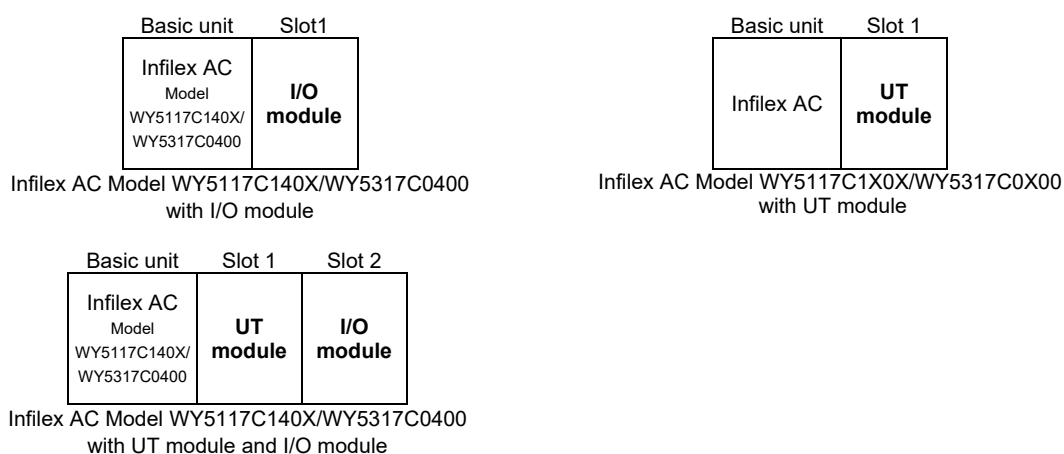 Basic unit Slot1
Infilex AC
Model
WY5117C140X/
WY5317C0400
I/O
module
Infilex AC Model WY5117C140X/WY5317C0400
with I/O module
Basic unit Slot 1
Infilex AC
UT
module
Infilex AC Model WY5117C1X0X/WY5317C0X00
with UT module
Basic unit Slot 1 Slot 2
Infilex AC
Model
WY5117C140X/
WY5317C0400
UT
module
I/O
module
Infilex AC Model WY5117C140X/WY5317C0400
with UT module and I/O module